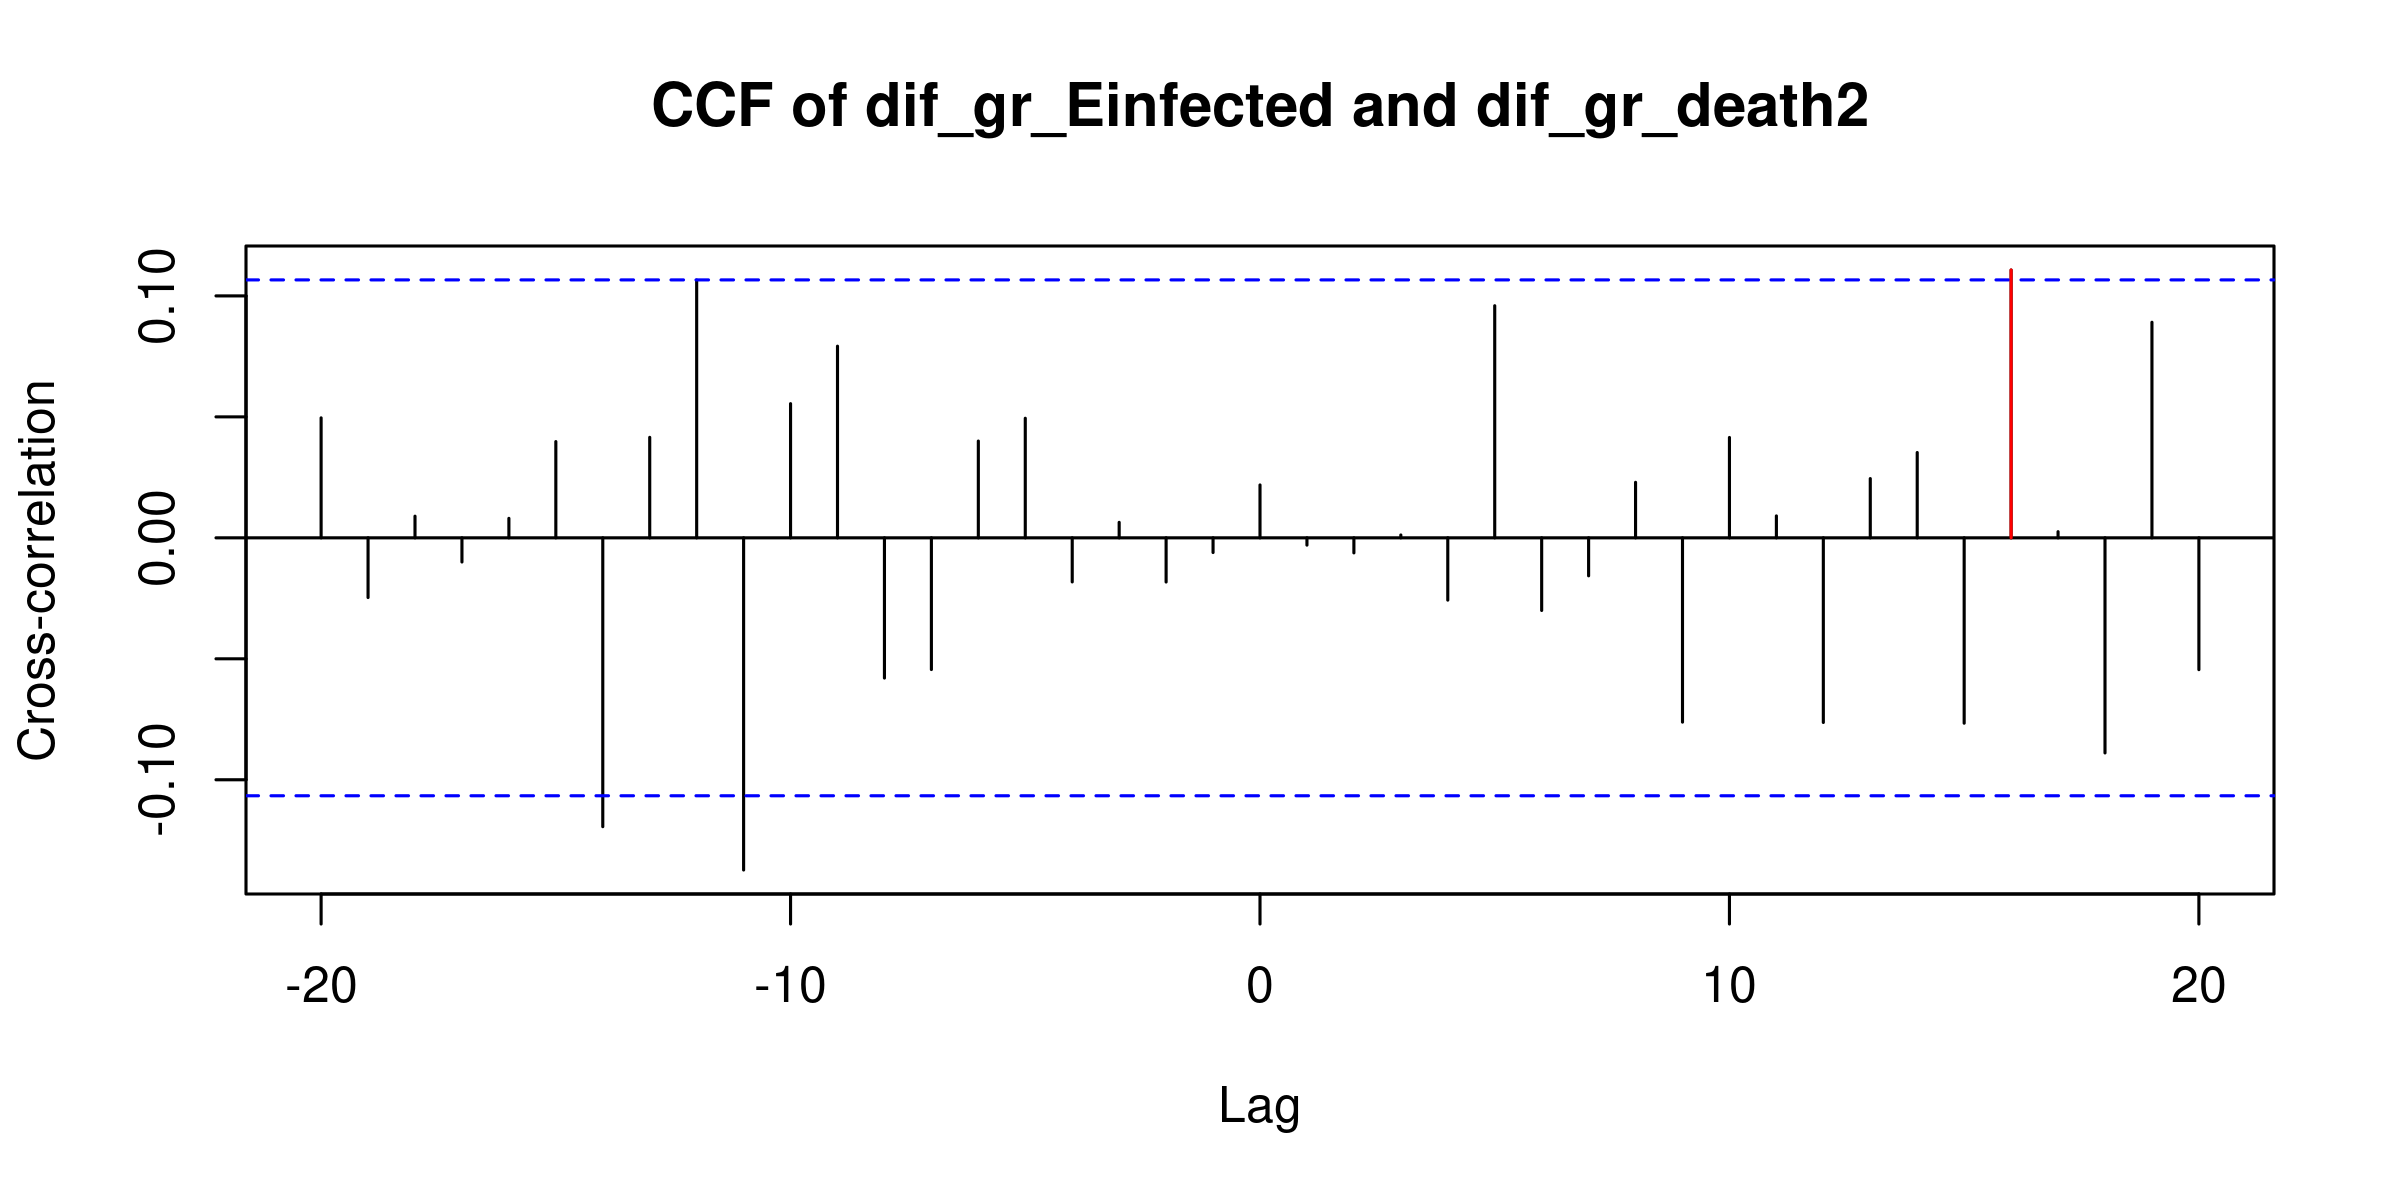 CCF of dif_gr_Einfected and dif_gr_death2
Cross-correlation
0.10
0.00
-0.10
-20 -10 0 10 20
Lag